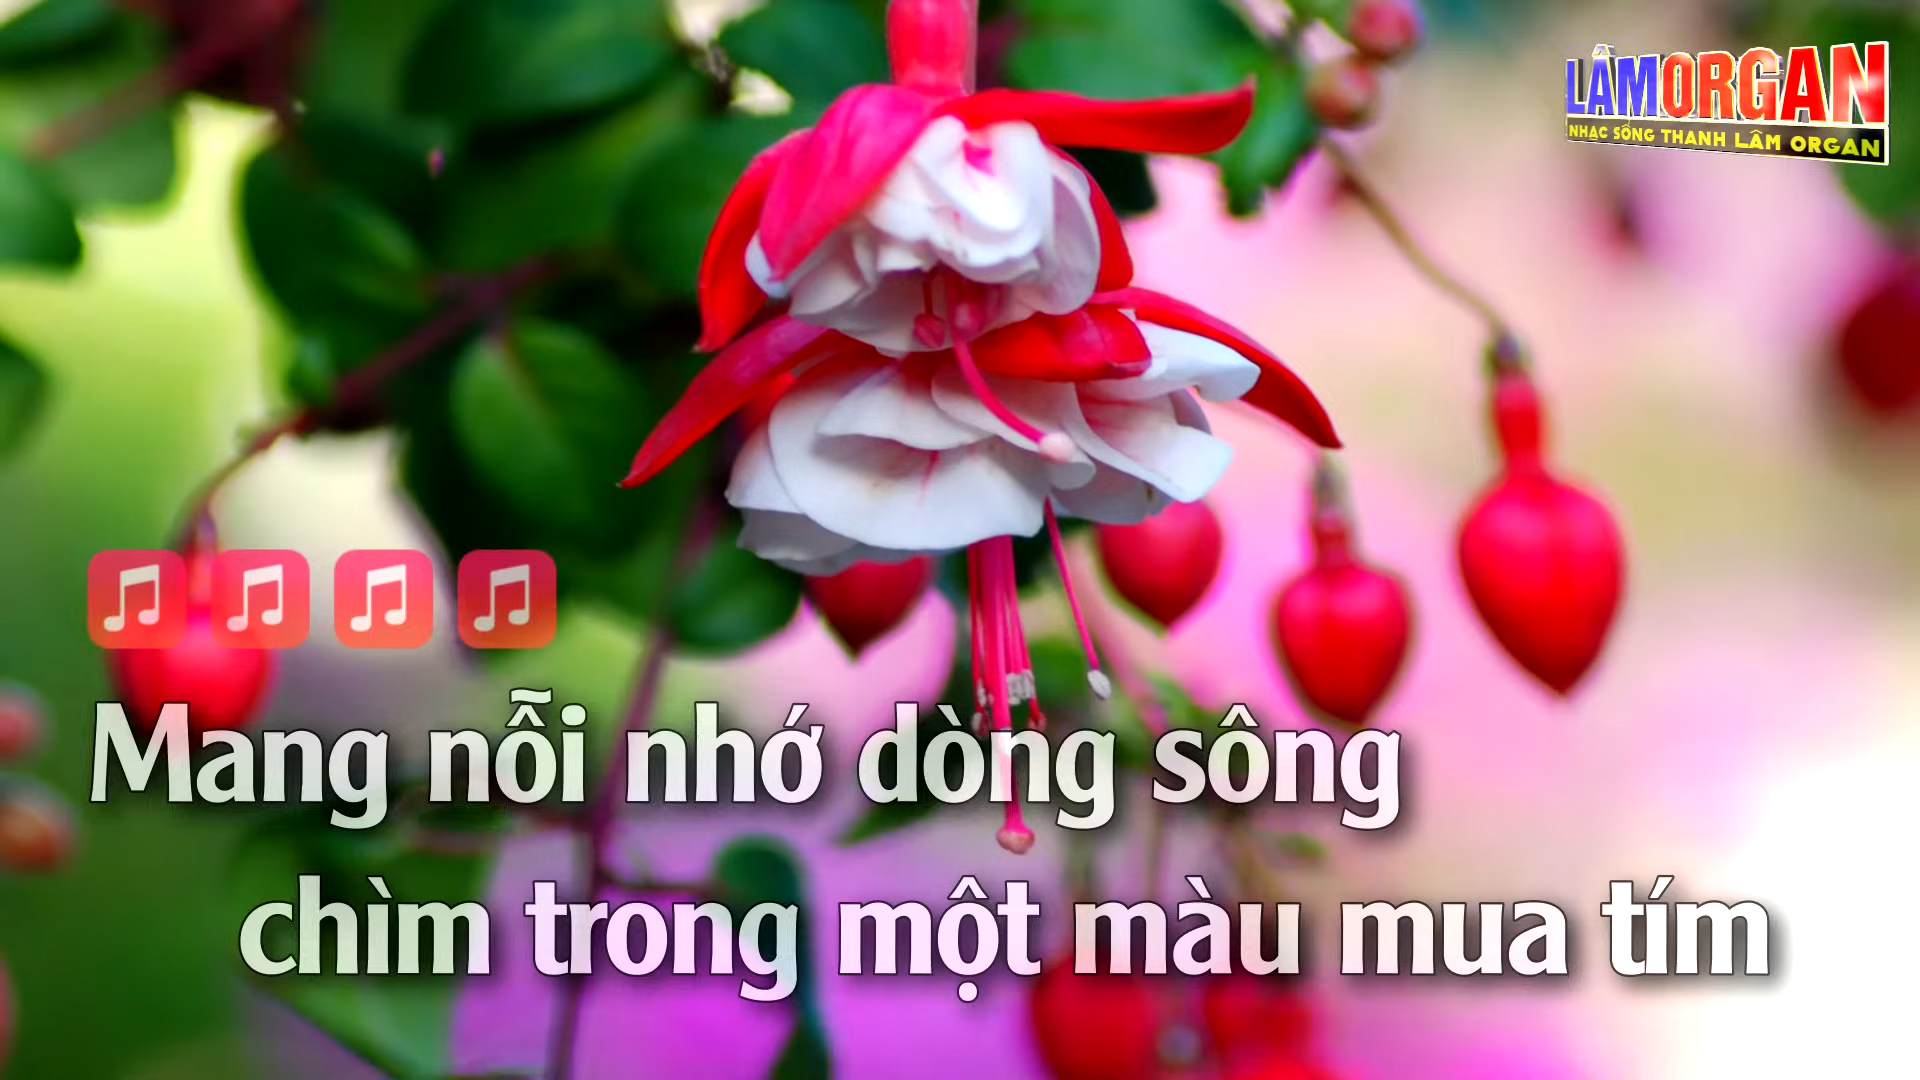 LÂM ORGAN
NHẠC SỐNG THANH LÂM ORGAN
Mang nỗi nhớ dòng sông
chìm trong một màu mua tím